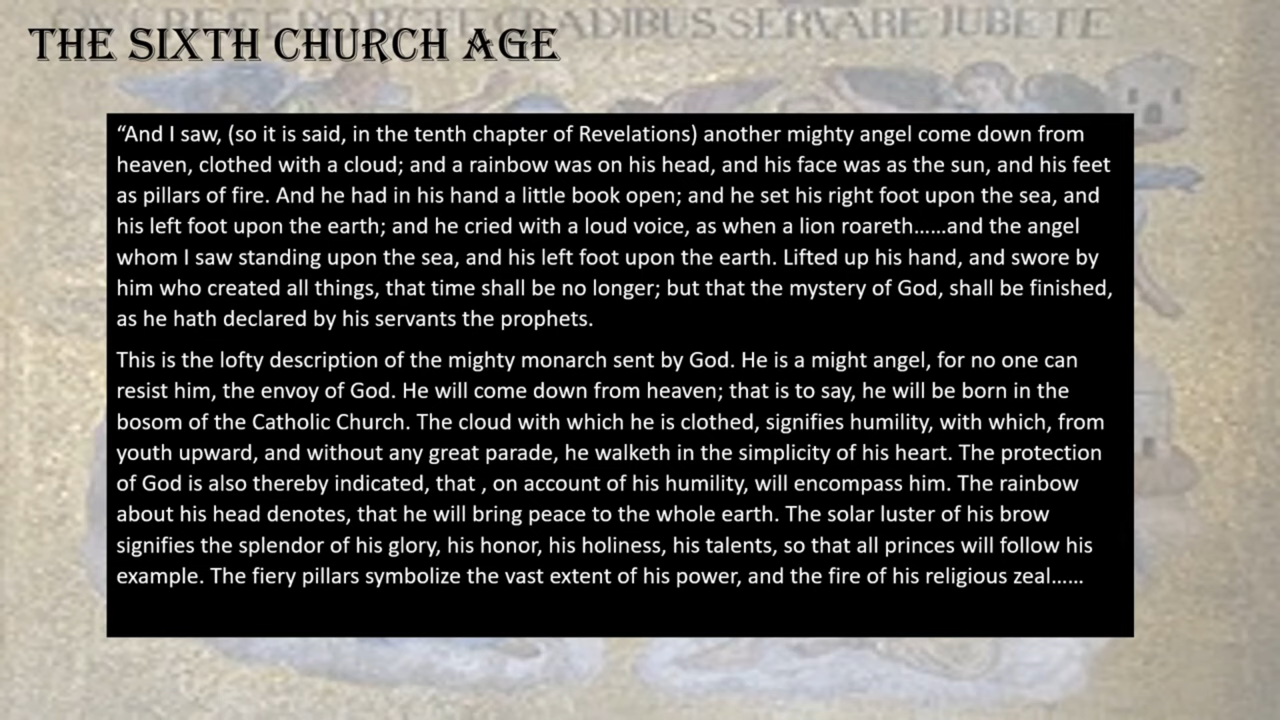 GRADIBUS SERVARE JUBETE
THE SIXTH CHURCH AGE
“And I saw, (so it is said, in the tenth chapter of Revelations) another mighty angel come down from
heaven, clothed with a cloud; and a rainbow was on his head, and his face was as the sun, and his feet
as pillars of fire. And he had in his hand a little book open; and he set his right foot upon the sea, and
his left foot upon the earth; and he cried with a loud voice, as when a lion roareth……and the angel
whom I saw standing upon the sea, and his left foot upon the earth. Lifted up his hand, and swore by
him who created all things, that time shall be no longer; but that the mystery of God, shall be finished,
as he hath declared by his servants the prophets.
This is the lofty description of the mighty monarch sent by God. He is a might angel, for no one can
resist him, the envoy of God. He will come down from heaven; that is to say, he will be born in the
bosom of the Catholic Church. The cloud with which he is clothed, signifies humility, with which, from
youth upward, and without any great parade, he walketh in the simplicity of his heart. The protection
of God is also thereby indicated, that , on account of his humility, will encompass him. The rainbow
about his head denotes, that he will bring peace to the whole earth. The solar luster of his brow
signifies the splendor of his glory, his honor, his holiness, his talents, so that all princes will follow his
example. The fiery pillars symbolize the vast extent of his power, and the fire of his religious zeal……